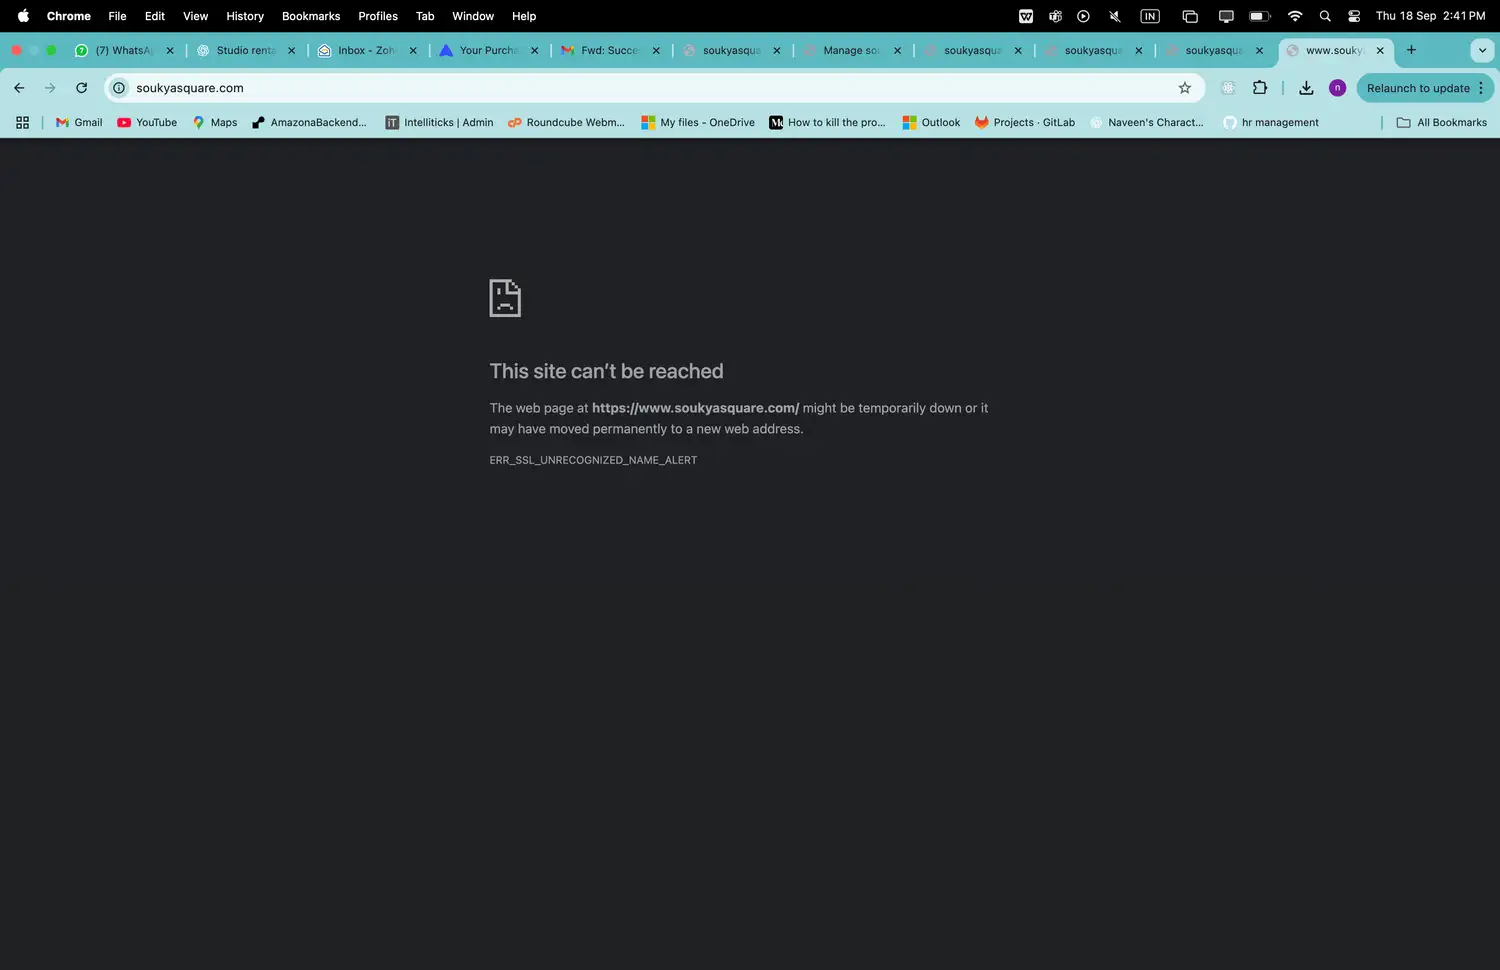 Chrome File Edit View History Bookmarks Profiles Tab Window Help IN Thu 18 Sep 2:41 PM
(7) WhatsA Studio renta Inbox - Zoh Your Purcha Fwd: Succe soukyasqua Manage so soukyasqua soukyasqua soukyasqua www.souky
soukyasquare.com n Relaunch to update
Gmail YouTube Maps AmazonaBackend... iT Intelliticks | Admin Roundcube Webm... My files - OneDrive How to kill the pro... Outlook Projects · GitLab Naveen's Charact... hr management All Bookmarks
This site can't be reached
The web page at https://www.soukyasquare.com/ might be temporarily down or it
may have moved permanently to a new web address.
ERR_SSL_UNRECOGNIZED_NAME_ALERT